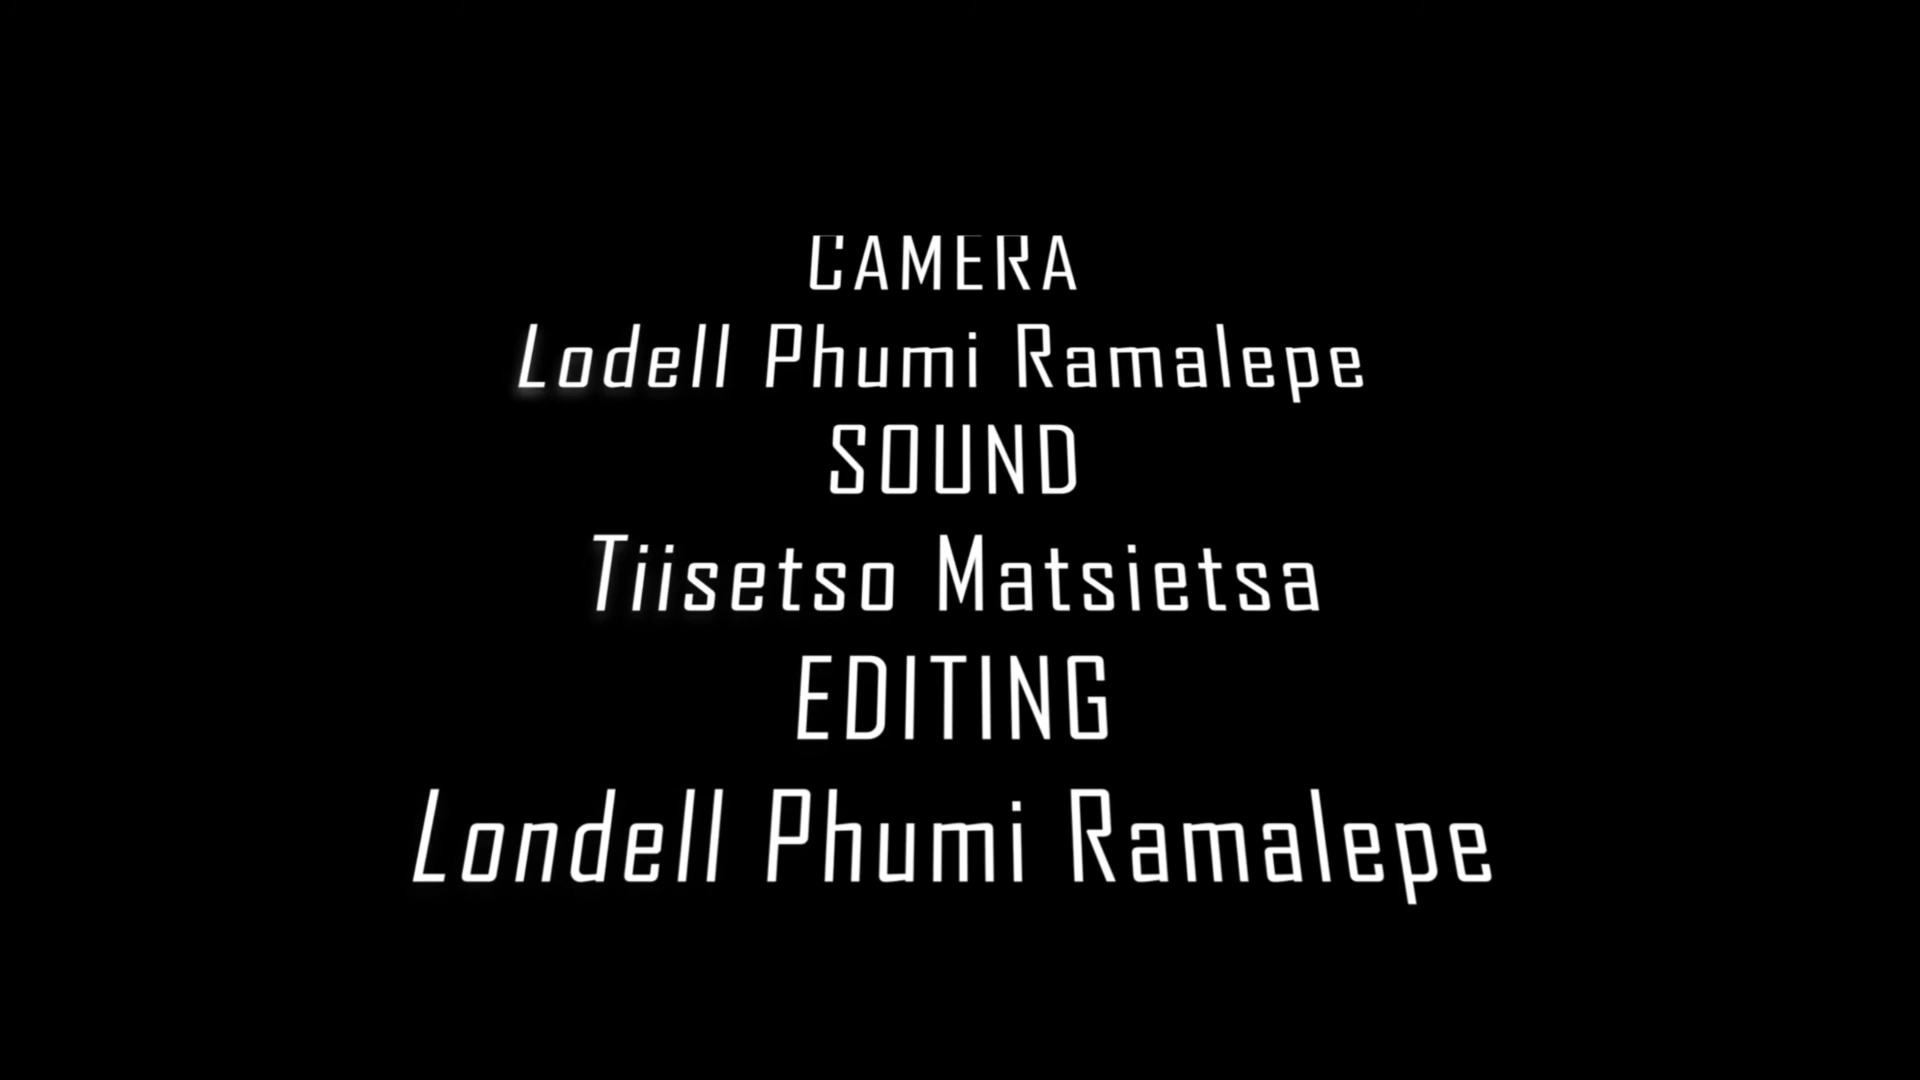 CAMERA
Lodell Phumi Ramalepe
SOUND
Tiisetso Matsietsa
EDITING
Londell Phumi Ramalepe